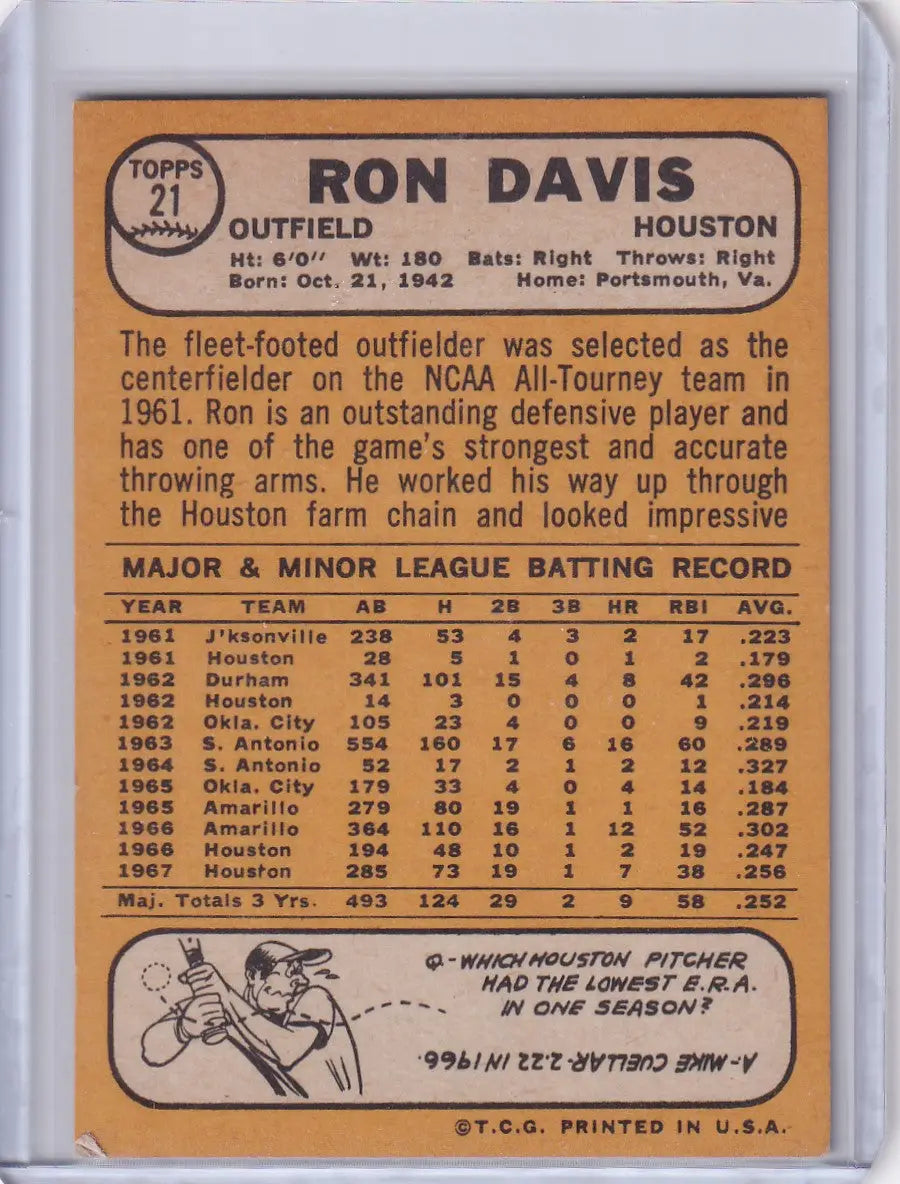 TOPPS
21
RON DAVIS
OUTFIELD HOUSTON
Ht: 6'0" Wt: 180 Bats: Right Throws: Right
Born: Oct. 21, 1942 Home: Portsmouth, Va.
The fleet-footed outfielder was selected as the
centerfielder on the NCAA All-Tourney team in
1961. Ron is an outstanding defensive player and
has one of the game's strongest and accurate
throwing arms. He worked his way up through
the Houston farm chain and looked impressive
MAJOR & MINOR LEAGUE BATTING RECORD
YEAR TEAM AB H 2B 3B HR RBI AVG.
1961 J'ksonville 238 53 4 3 2 17 .223
1961 Houston 28 5 1 0 1 2 .179
1962 Durham 341 101 15 4 8 42 .296
1962 Houston 14 3 0 0 0 1 .214
1962 Okla. City 105 23 4 0 0 9 .219
1963 S. Antonio 554 160 17 6 16 60 .289
1964 S. Antonio 52 17 2 1 2 12 .327
1965 Okla. City 179 33 4 0 4 14 .184
1965 Amarillo 279 80 19 1 1 16 .287
1966 Amarillo 364 110 16 1 12 52 .302
1966 Houston 194 48 10 1 2 19 .247
1967 Houston 285 73 19 1 7 38 .256
Maj. Totals 3 Yrs. 493 124 29 2 9 58 .252
Q-WHICH HOUSTON PITCHER
HAD THE LOWEST E.R.A.
IN ONE SEASON?
A-MIKE CUELLAR-2.22 IN 1966.
©T.C.G. PRINTED IN U.S.A.